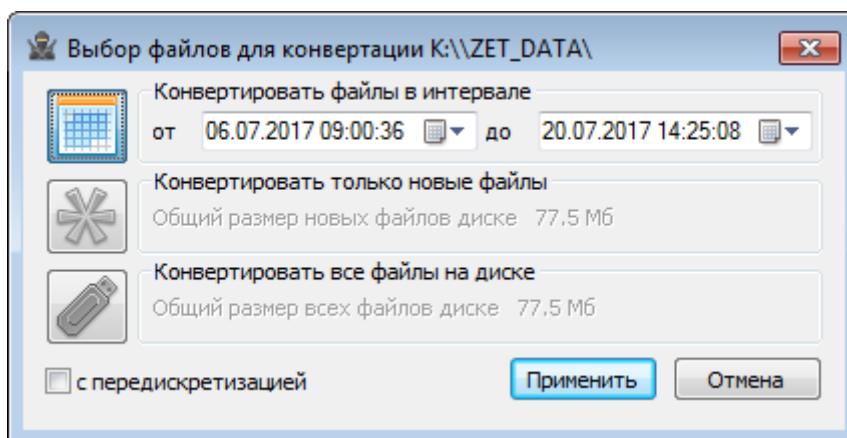 Выбор файлов для конвертации K:\\ZET_DATA\
Конвертировать файлы в интервале
от 06.07.2017 09:00:36 до 20.07.2017 14:25:08
Конвертировать только новые файлы
Общий размер новых файлов диске 77.5 Мб
Конвертировать все файлы на диске
Общий размер всех файлов диске 77.5 Мб
с передискретизацией Применить Отмена